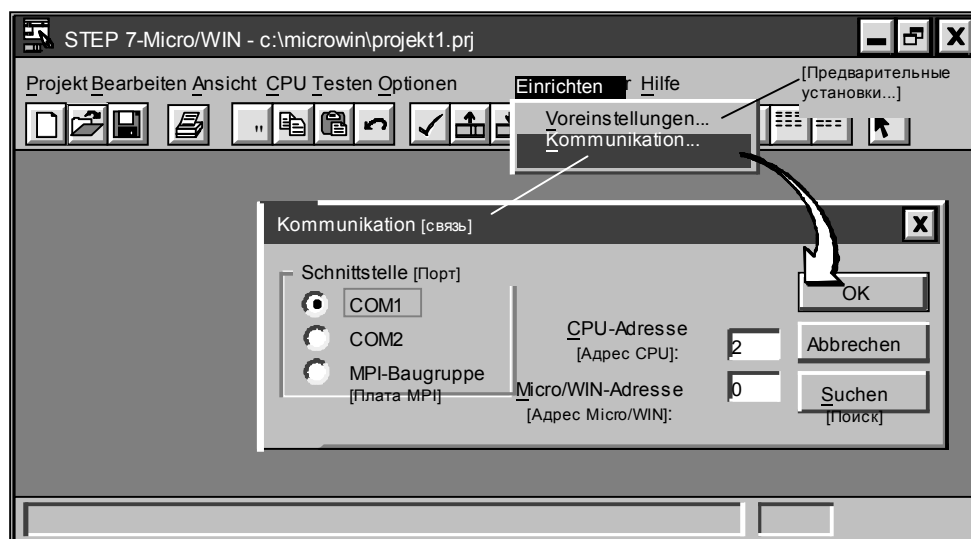 STEP 7-Micro/WIN - c:\microwin\projekt1.prj
Projekt Bearbeiten Ansicht CPU Testen Optionen Einrichten r Hilfe
[Предварительные
установки...]
Voreinstellungen...
Kommunikation...
Kommunikation [связь]
Schnittstelle [Порт]
COM1
COM2
MPI-Baugruppe
[Плата MPI]
CPU-Adresse
[Адрес CPU]:
2
Micro/WIN-Adresse
[Адрес Micro/WIN]:
0
OK
Abbrechen
Suchen
[Поиск]